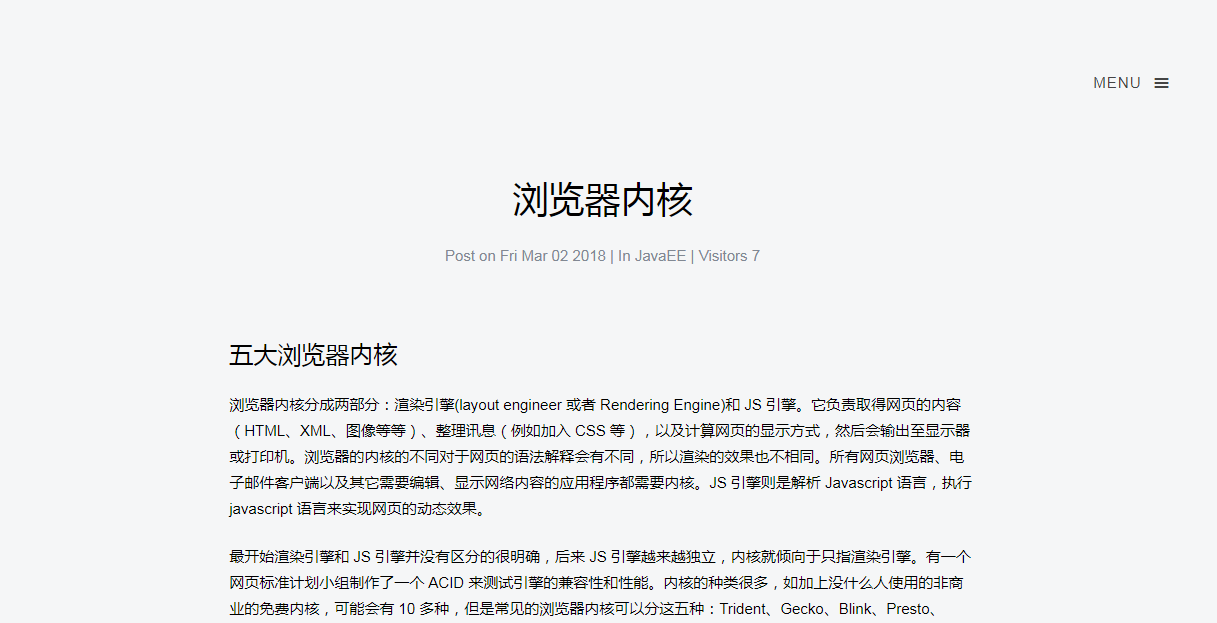 MENU
浏览器内核
Post on Fri Mar 02 2018 | In JavaEE | Visitors 7
五大浏览器内核
浏览器内核分成两部分：渲染引擎(layout engineer 或者 Rendering Engine)和 JS 引擎。它负责取得网页的内容
（HTML、XML、图像等等）、整理讯息（例如加入 CSS 等），以及计算网页的显示方式，然后会输出至显示器
或打印机。浏览器的内核的不同对于网页的语法解释会有不同，所以渲染的效果也不相同。所有网页浏览器、电
子邮件客户端以及其它需要编辑、显示网络内容的应用程序都需要内核。JS 引擎则是解析 Javascript 语言，执行
javascript 语言来实现网页的动态效果。
最开始渲染引擎和 JS 引擎并没有区分的很明确，后来 JS 引擎越来越独立，内核就倾向于只指渲染引擎。有一个
网页标准计划小组制作了一个 ACID 来测试引擎的兼容性和性能。内核的种类很多，如加上没什么人使用的非商
业的免费内核，可能会有 10 多种，但是常见的浏览器内核可以分这五种：Trident、Gecko、Blink、Presto、